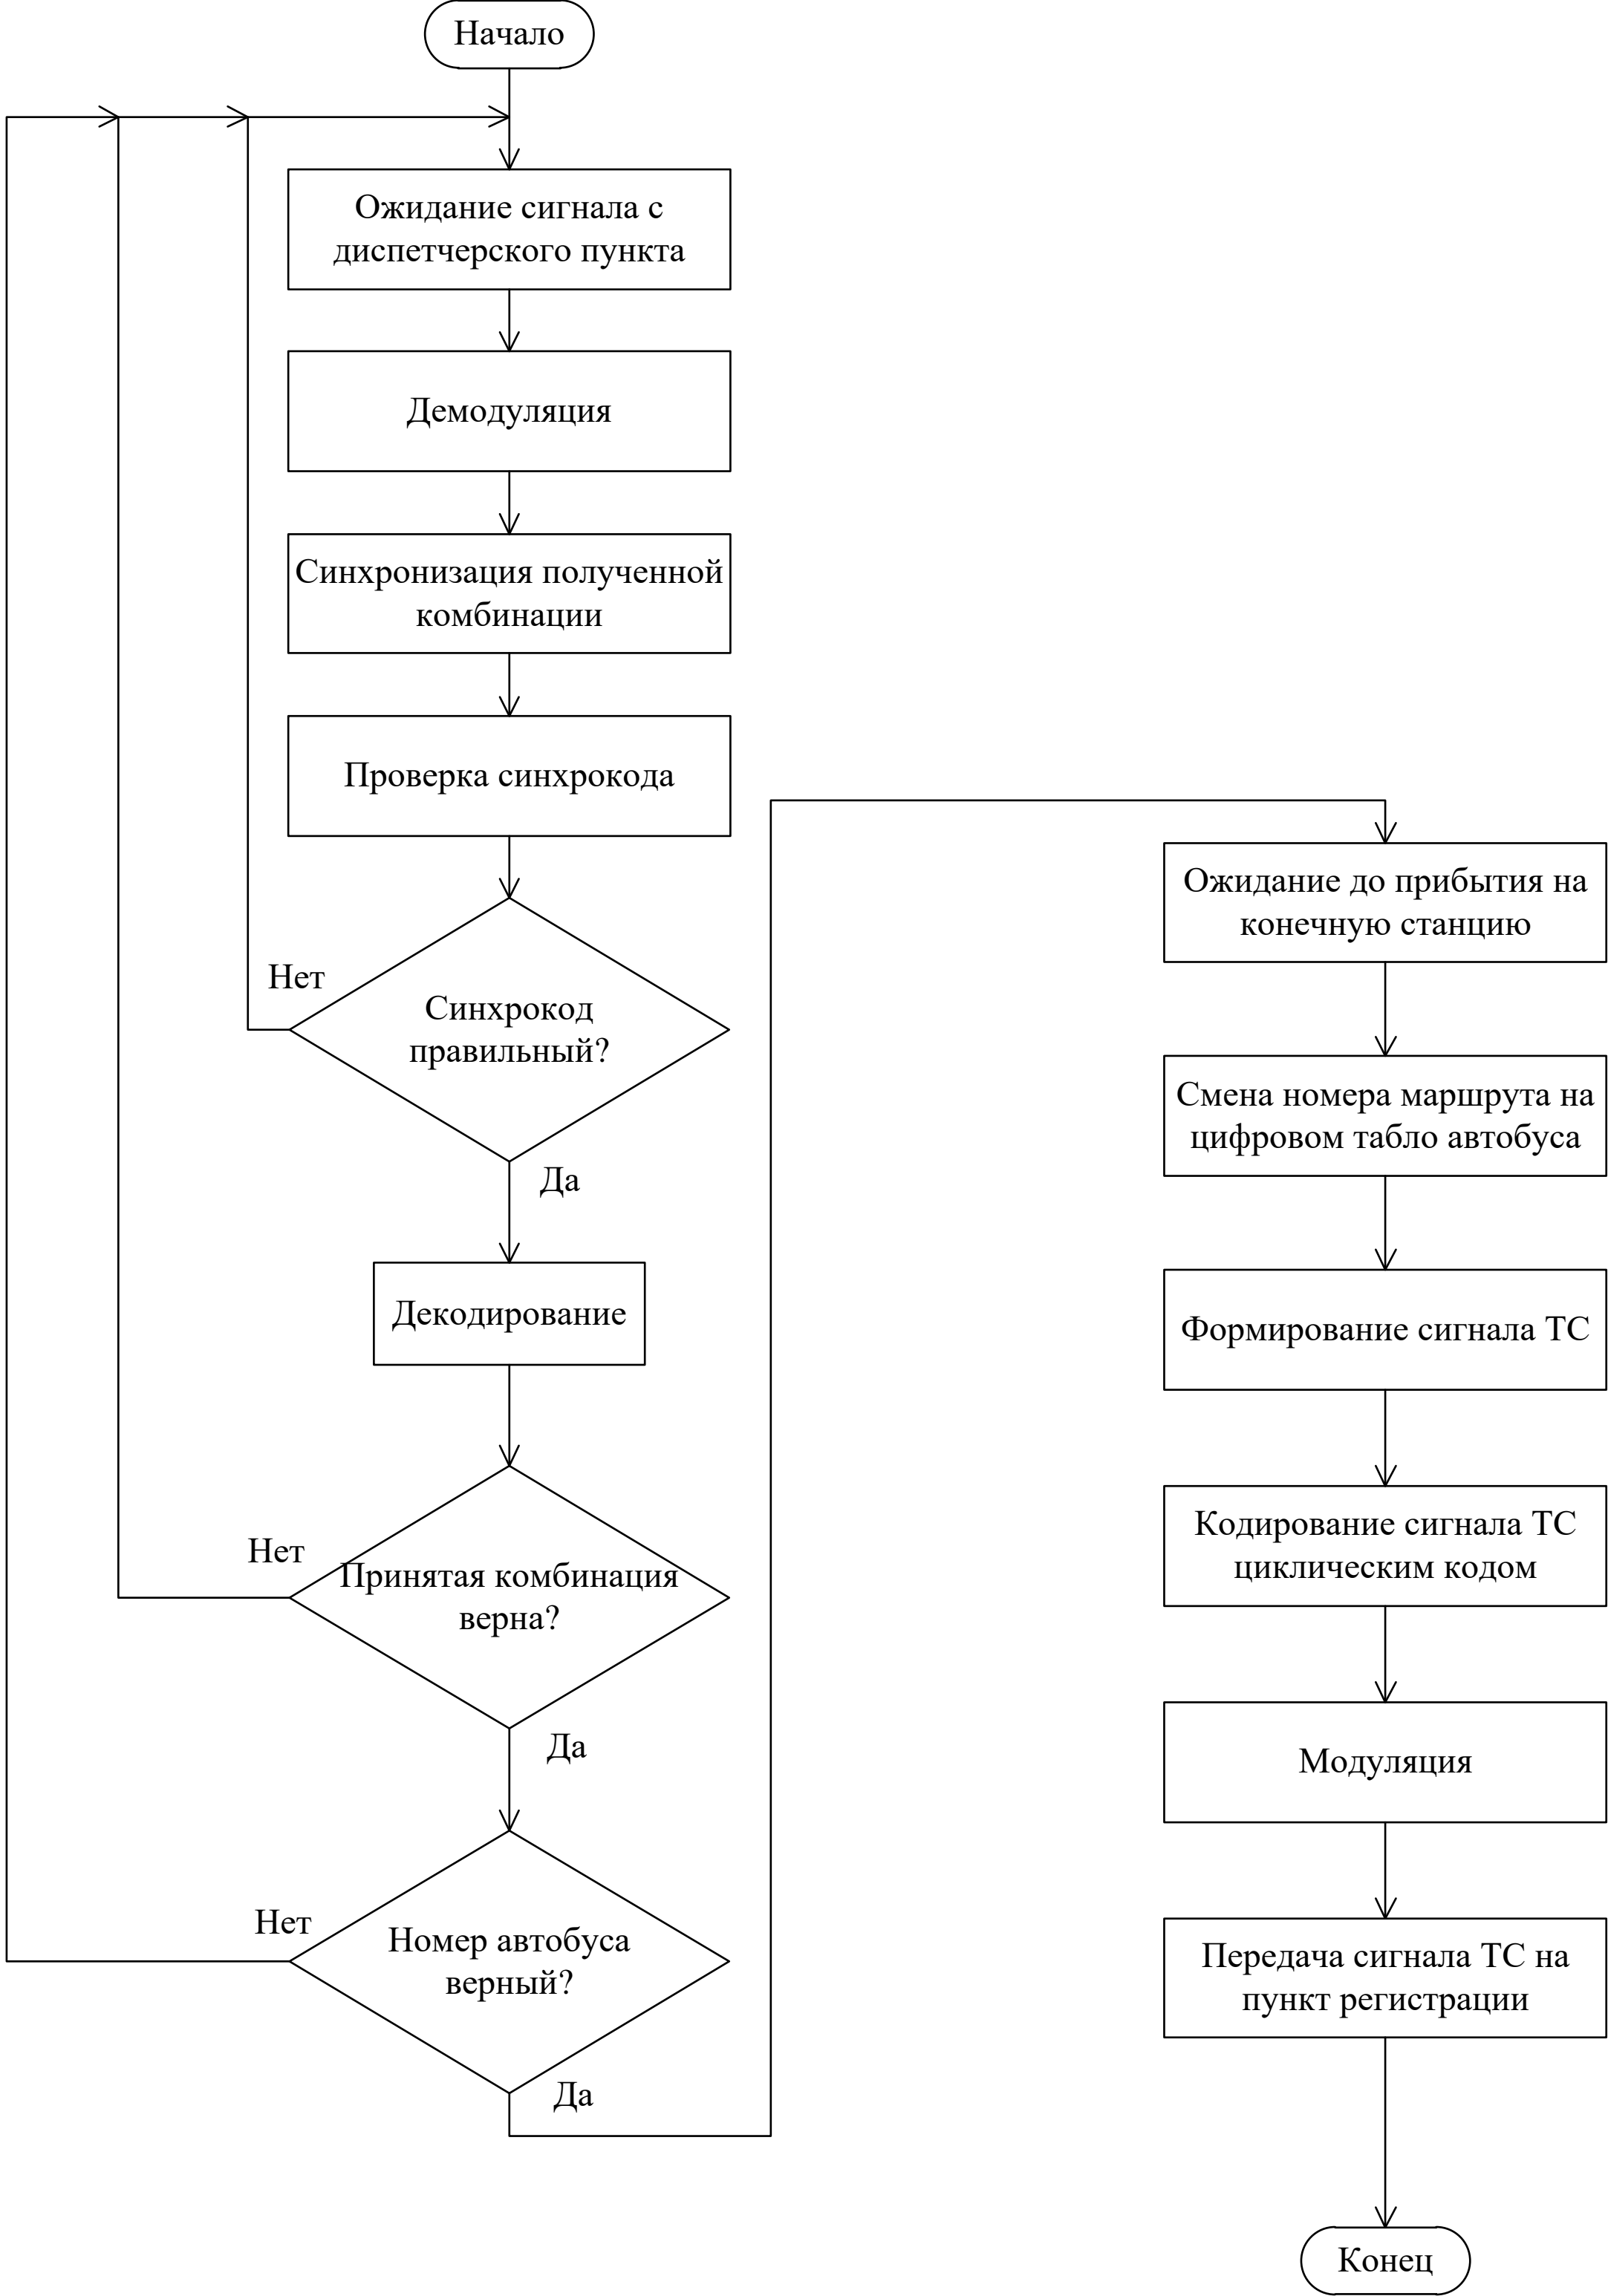 Начало
Ожидание сигнала с
диспетчерского пункта
Демодуляция
Синхронизация полученной
комбинации
Проверка синхрокода
Нет
Синхрокод
правильный?
Да
Декодирование
Нет
Принятая комбинация
верна?
Да
Нет
Номер автобуса
верный?
Да
Ожидание до прибытия на
конечную станцию
Смена номера маршрута на
цифровом табло автобуса
Формирование сигнала ТС
Кодирование сигнала ТС
циклическим кодом
Модуляция
Передача сигнала ТС на
пункт регистрации
Конец